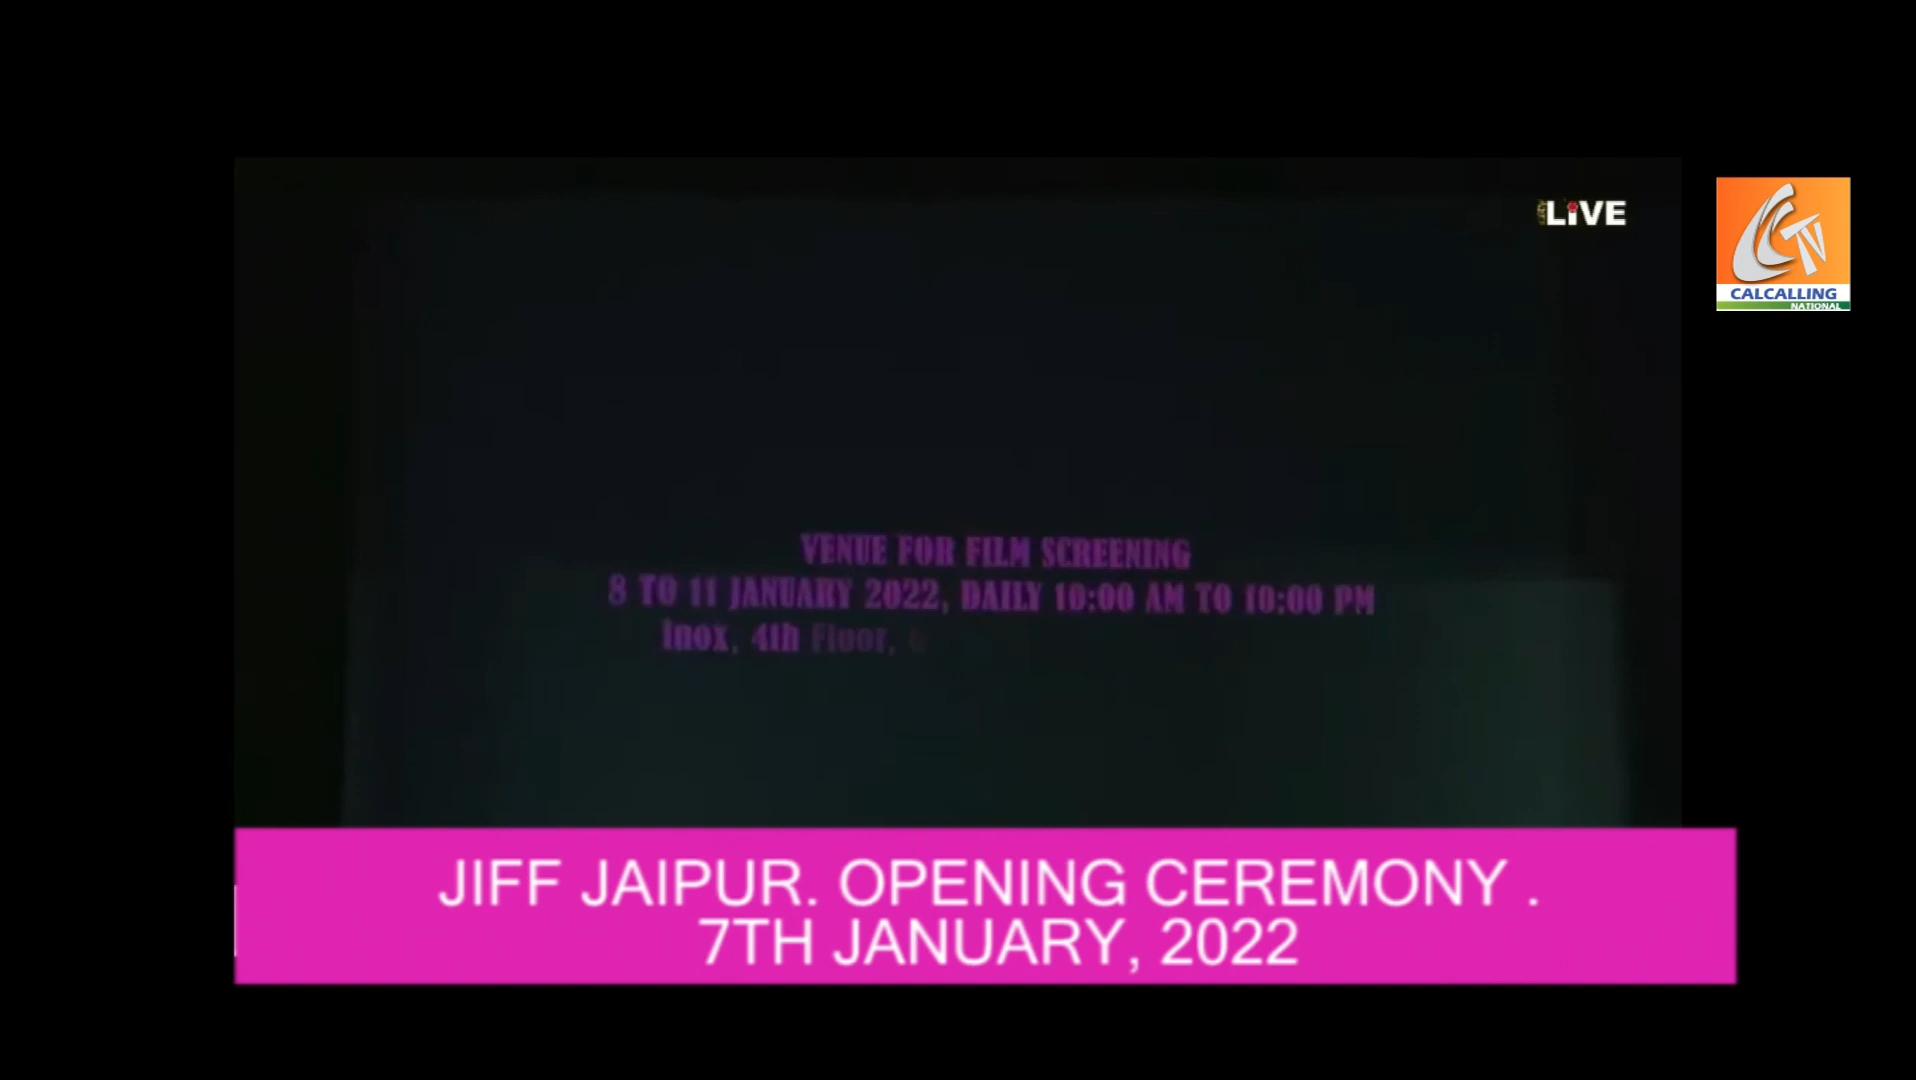 LiVE
CALCALLING
NATIONAL
VENUE FOR FILM SCREENING
8 TO 11 JANUARY 2022, DAILY 10:00 AM TO 10:00 PM
Inox, 4th Floor,
JIFF JAIPUR. OPENING CEREMONY .
7TH JANUARY, 2022